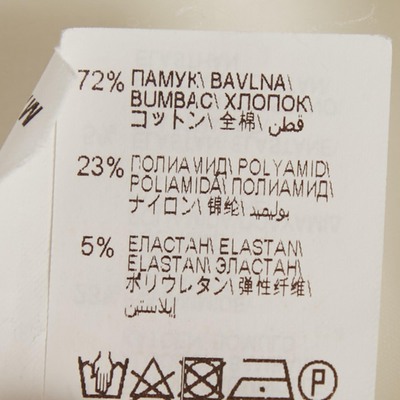 72% ПАМУК\ BAVLNA\
BUMBAC\ ХЛОПОК\
コットン\ 全棉\ قطن
23% ПОЛИАМИД\ POLYAMID\
POLIAMIDĂ\ ПОЛИАМИД\
ナイロン\ 锦纶\ بوليميد
5% ЕЛАСТАН\ ELASTAN\
ELASTAN\ ЭЛАСТАН\
ポリウレタン\ 弹性纤维\
إيلاستين
P